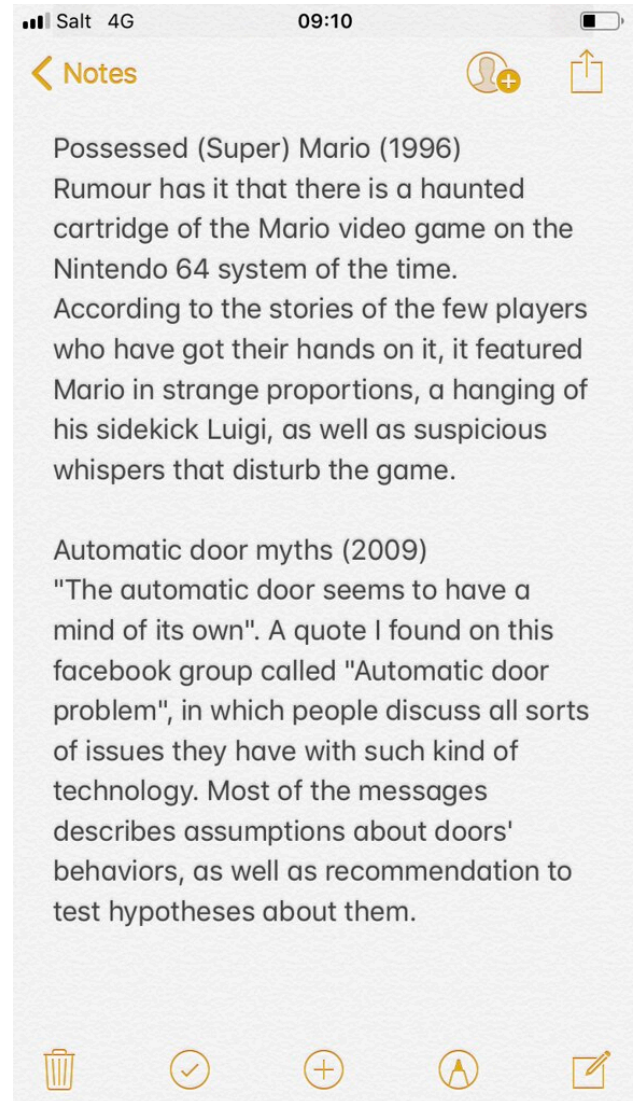 Salt 4G 09:10
Notes
Possessed (Super) Mario (1996)
Rumour has it that there is a haunted
cartridge of the Mario video game on the
Nintendo 64 system of the time.
According to the stories of the few players
who have got their hands on it, it featured
Mario in strange proportions, a hanging of
his sidekick Luigi, as well as suspicious
whispers that disturb the game.
Automatic door myths (2009)
"The automatic door seems to have a
mind of its own". A quote I found on this
facebook group called "Automatic door
problem", in which people discuss all sorts
of issues they have with such kind of
technology. Most of the messages
describes assumptions about doors'
behaviors, as well as recommendation to
test hypotheses about them.